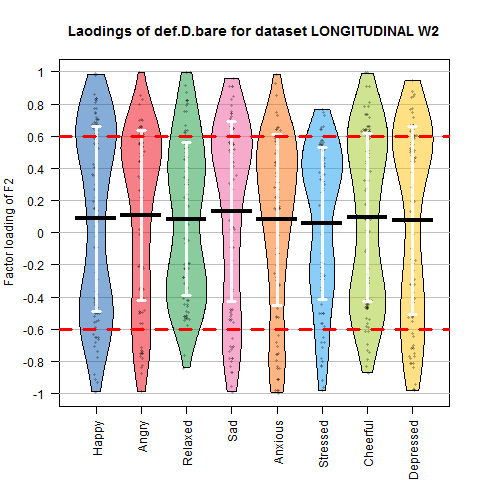 Laodings of def.D.bare for dataset LONGITUDINAL W2
Factor loading of F2
1
0.8
0.6
0.4
0.2
0
-0.2
-0.4
-0.6
-0.8
-1
Happy
Angry
Relaxed
Sad
Anxious
Stressed
Cheerful
Depressed